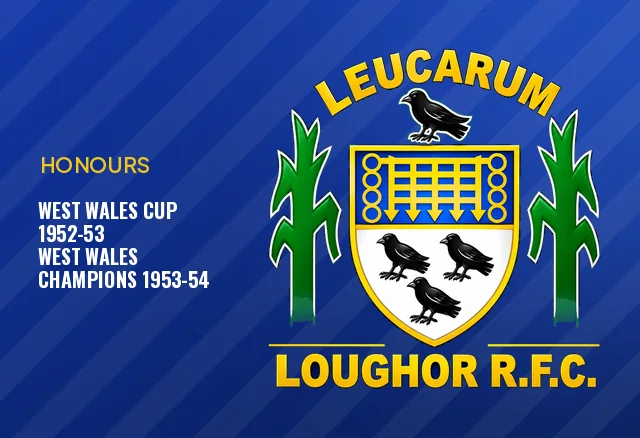 HONOURS
WEST WALES CUP
1952-53
WEST WALES
CHAMPIONS 1953-54
LEUCARUM
LOUGHOR R.F.C.